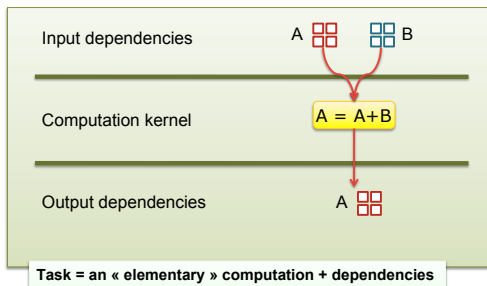 Input dependencies A B
Computation kernel A = A+B
Output dependencies A
Task = an « elementary » computation + dependencies